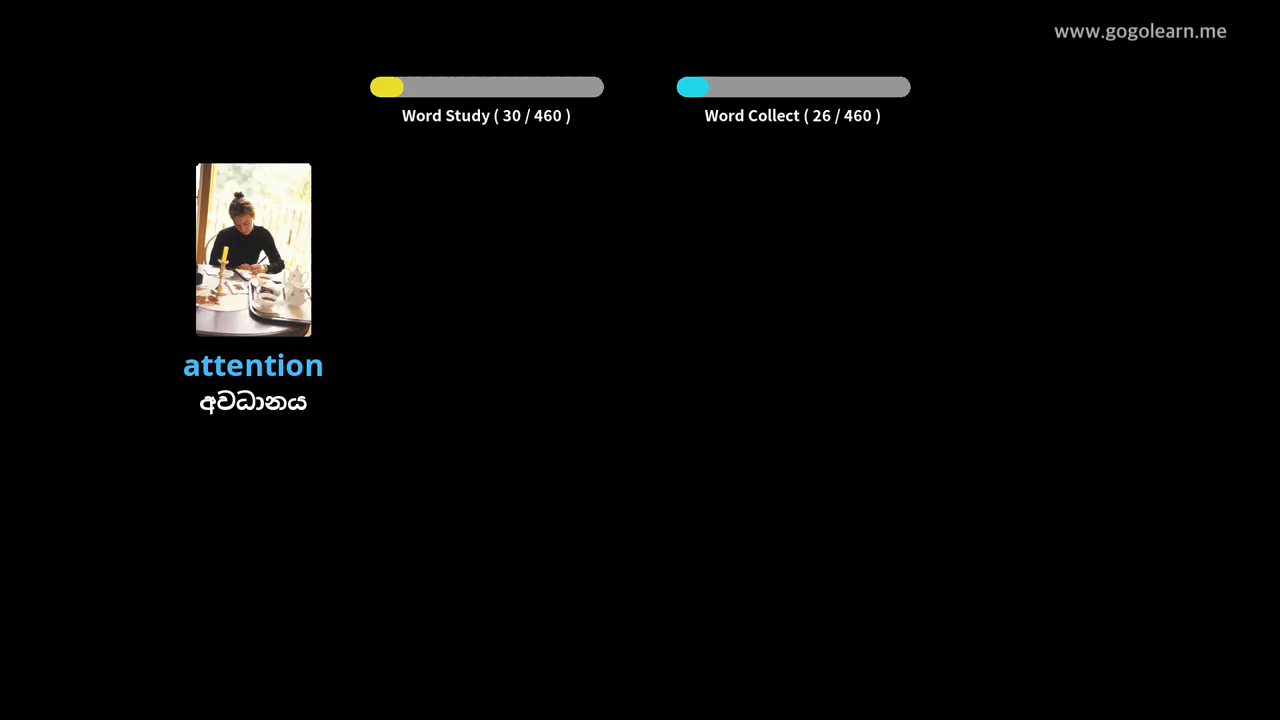 www.gogolearn.me
Word Study ( 30 / 460 )
Word Collect ( 26 / 460 )
attention
අවධානය